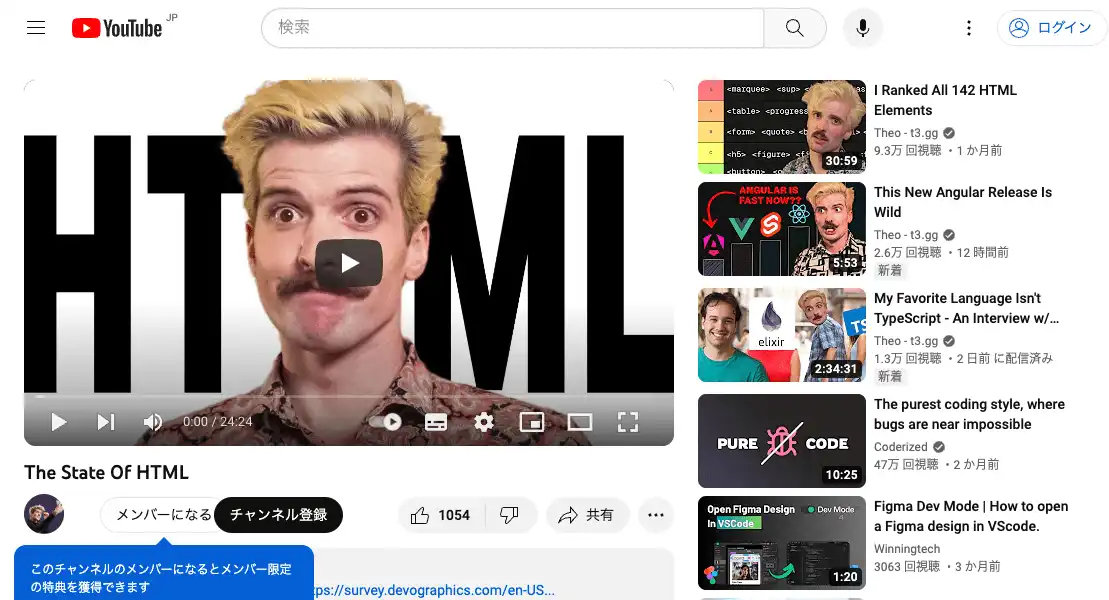 YouTube JP
検索
ログイン
HTML
0:00 / 24:24
The State Of HTML
メンバーになる
チャンネル登録
1054
共有
このチャンネルのメンバーになるとメンバー限定
の特典を獲得できます
ps://survey.devographics.com/en-US...
<marquee> <sup>
<table> <progress
<form> <quote>
<h5> <figure>
<button>
30:59
I Ranked All 142 HTML
Elements
Theo - t3.gg
9.3万 回視聴 ・1 か月前
ANGULAR IS
FAST NOW??
5:53
This New Angular Release Is
Wild
Theo - t3.gg
2.6万 回視聴 ・12 時間前
新着
elixir
TS
2:34:31
My Favorite Language Isn't
TypeScript - An Interview w/...
Theo - t3.gg
1.3万 回視聴 ・2 日前 に配信済み
新着
PURE CODE
10:25
The purest coding style, where
bugs are near impossible
Coderized
47万 回視聴 ・2 か月前
Open Figma Design
In VSCode
Dev Mode
1:20
Figma Dev Mode | How to open
a Figma design in VScode.
Winningtech
3063 回視聴 ・3 か月前